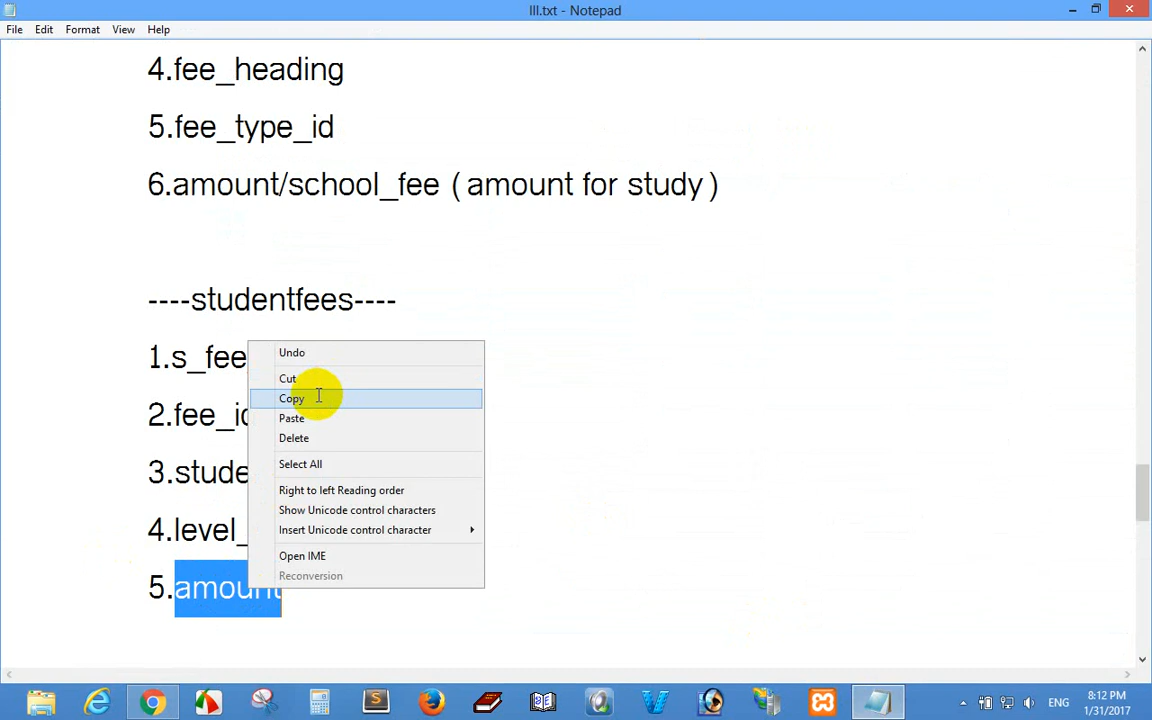 lll.txt - Notepad
File Edit Format View Help
4.fee_heading
5.fee_type_id
6.amount/school_fee ( amount for study )
----studentfees----
1.s_fee
2.fee_i
3.stude
4.level_
5.amount
Undo
Cut
Copy
Paste
Delete
Select All
Right to left Reading order
Show Unicode control characters
Insert Unicode control character
Open IME
Reconversion
ENG
8:12 PM
1/31/2017